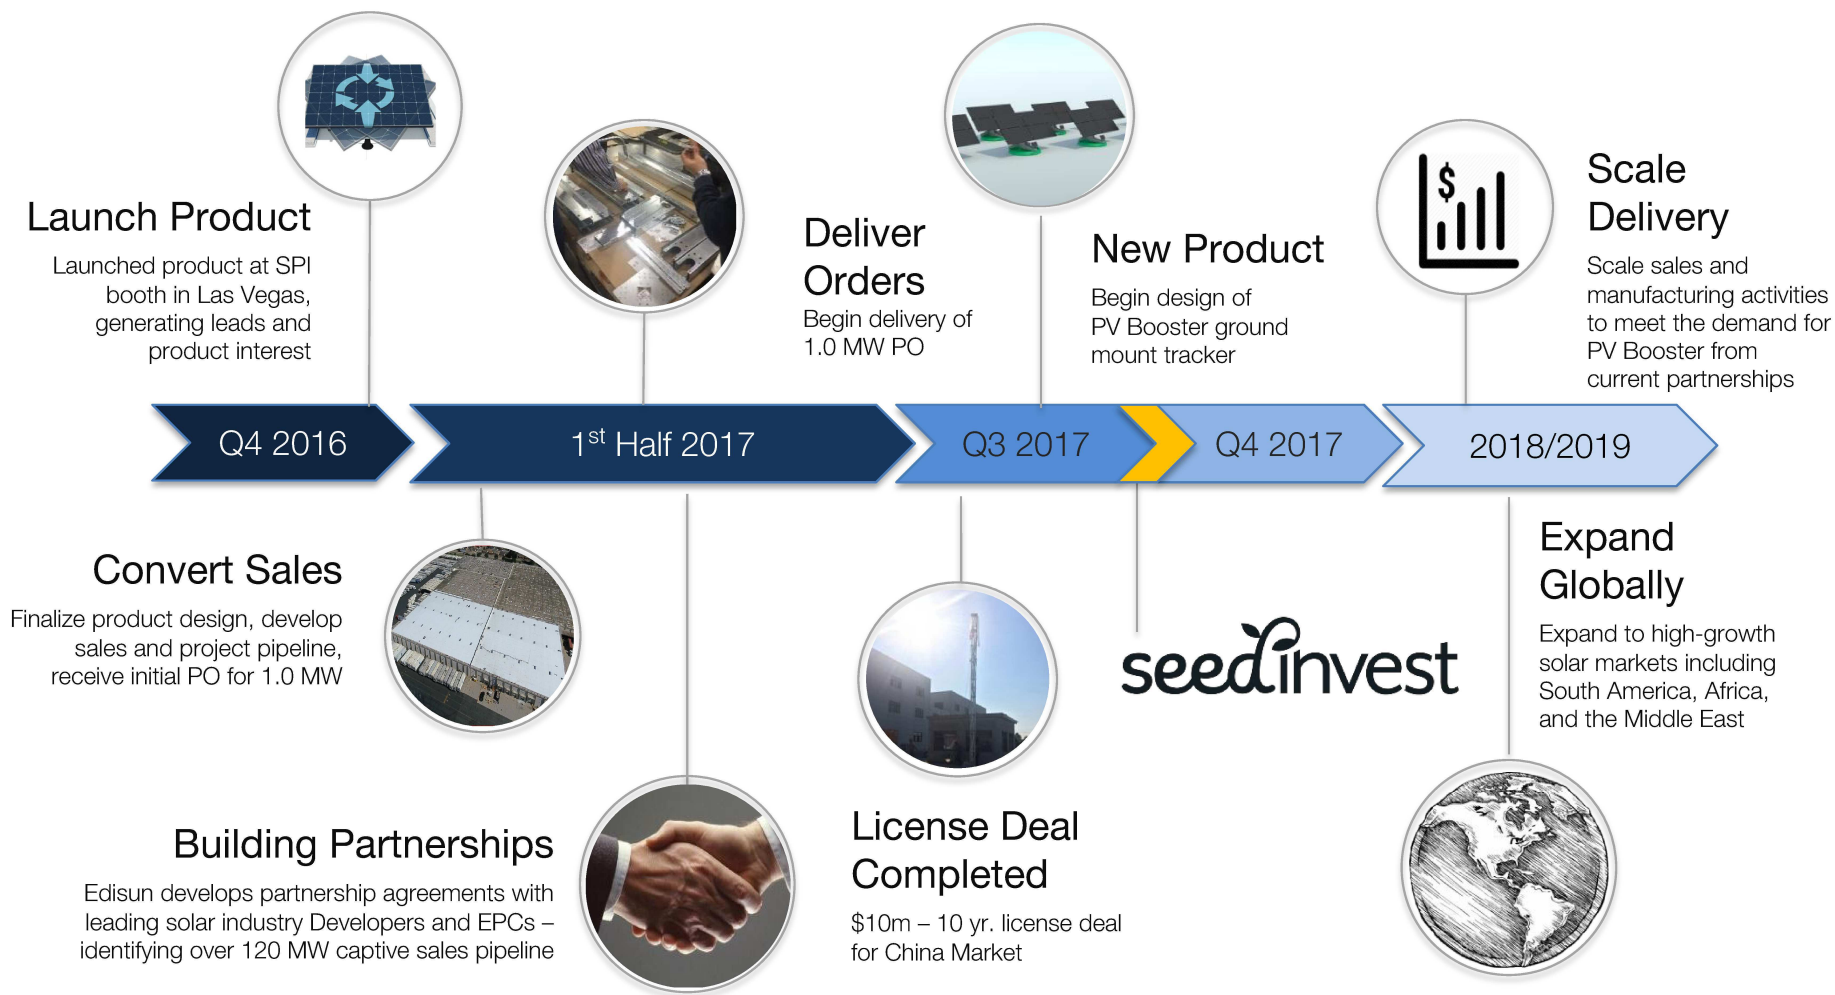 Launch Product
Launched product at SPI
booth in Las Vegas,
generating leads and
product interest
Deliver
Orders
Begin delivery of
1.0 MW PO
New Product
Begin design of
PV Booster ground
mount tracker
$
Scale
Delivery
Scale sales and
manufacturing activities
to meet the demand for
PV Booster from
current partnerships
Q4 2016
1st Half 2017
Q3 2017
Q4 2017
2018/2019
Convert Sales
Finalize product design, develop
sales and project pipeline,
receive initial PO for 1.0 MW
Building Partnerships
Edisun develops partnership agreements with
leading solar industry Developers and EPCs –
identifying over 120 MW captive sales pipeline
License Deal
Completed
$10m – 10 yr. license deal
for China Market
seedinvest
Expand
Globally
Expand to high-growth
solar markets including
South America, Africa,
and the Middle East